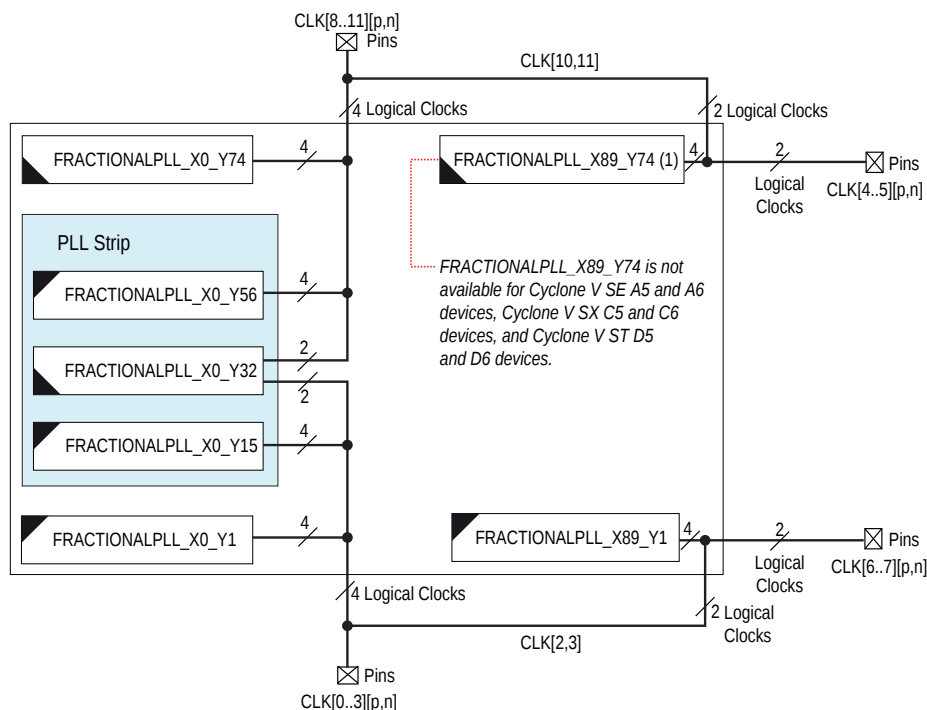 CLK[8..11][p,n]
Pins
CLK[10,11]
4 Logical Clocks
2 Logical Clocks
FRACTIONALPLL_X0_Y74
4
FRACTIONALPLL_X89_Y74 (1)
4
2
Logical
Clocks
Pins
CLK[4..5][p,n]
PLL Strip
FRACTIONALPLL_X0_Y56
4
FRACTIONALPLL_X89_Y74 is not
available for Cyclone V SE A5 and A6
devices, Cyclone V SX C5 and C6
devices, and Cyclone V ST D5
and D6 devices.
FRACTIONALPLL_X0_Y32
2
2
FRACTIONALPLL_X0_Y15
4
FRACTIONALPLL_X0_Y1
4
FRACTIONALPLL_X89_Y1
4
2
Logical
Clocks
Pins
CLK[6..7][p,n]
4 Logical Clocks
2 Logical
Clocks
CLK[2,3]
Pins
CLK[0..3][p,n]